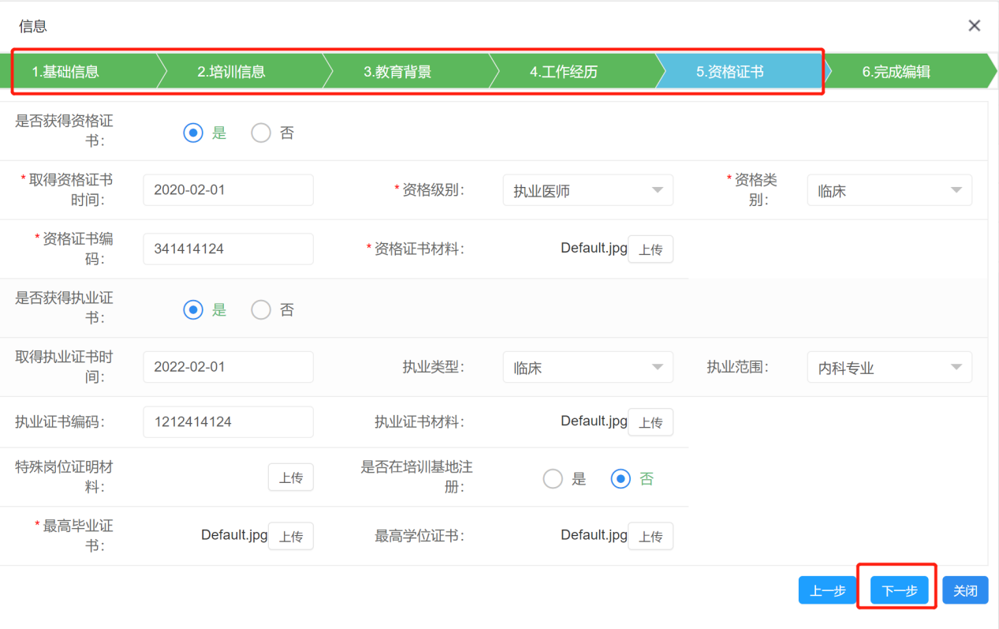 信息
1.基础信息 2.培训信息 3.教育背景 4.工作经历 5.资格证书 6.完成编辑
是否获得资格证书： 是 否
*取得资格证书时间： 2020-02-01 *资格级别： 执业医师 *资格类别： 临床
*资格证书编码： 341414124 *资格证书材料： Default.jpg 上传
是否获得执业证书： 是 否
取得执业证书时间： 2022-02-01 执业类型： 临床 执业范围： 内科专业
执业证书编码： 1212414124 执业证书材料： Default.jpg 上传
特殊岗位证明材料： 上传 是否在培训基地注册： 是 否
*最高毕业证书： Default.jpg 上传 最高学位证书： Default.jpg 上传
上一步 下一步 关闭